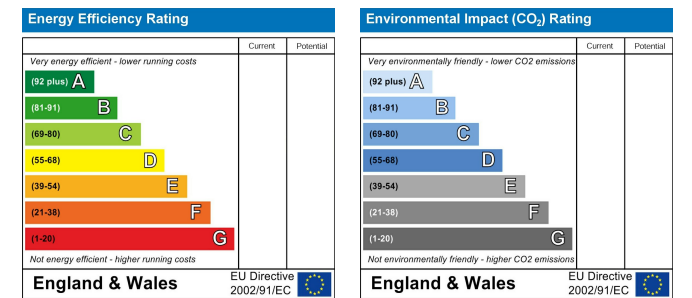 Energy Efficiency Rating
Current Potential
Very energy efficient - lower running costs
(92 plus) A
(81-91) B
(69-80) C
(55-68) D
(39-54) E
(21-38) F
(1-20) G
Not energy efficient - higher running costs
England & Wales
EU Directive
2002/91/EC
Environmental Impact (CO₂) Rating
Current Potential
Very environmentally friendly - lower CO2 emissions
(92 plus) A
(81-91) B
(69-80) C
(55-68) D
(39-54) E
(21-38) F
(1-20) G
Not environmentally friendly - higher CO2 emissions
England & Wales
EU Directive
2002/91/EC